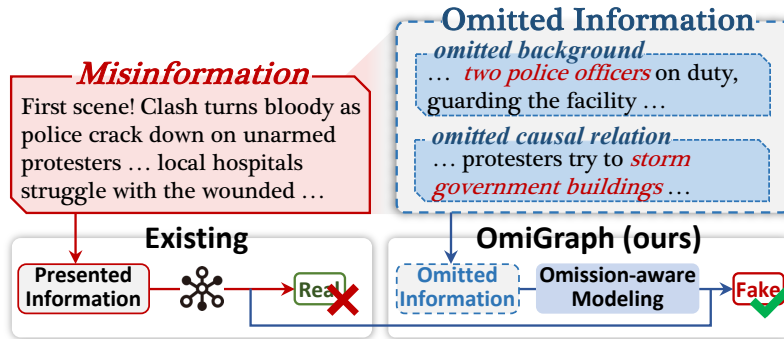 Misinformation
First scene! Clash turns bloody as
police crack down on unarmed
protesters … local hospitals
struggle with the wounded …
Omitted Information
omitted background
… two police officers on duty,
guarding the facility …
omitted causal relation
… protesters try to storm
government buildings …
Existing
Presented
Information
Real
OmiGraph (ours)
Omitted
Information
Omission-aware
Modeling
Fake